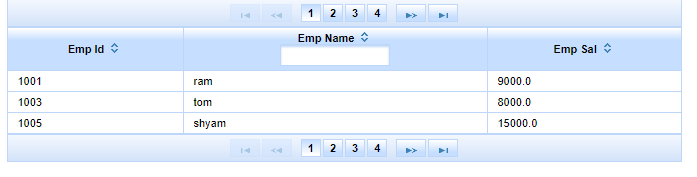 1 2 3 4
Emp Id Emp Name Emp Sal
1001 ram 9000.0
1003 tom 8000.0
1005 shyam 15000.0
1 2 3 4